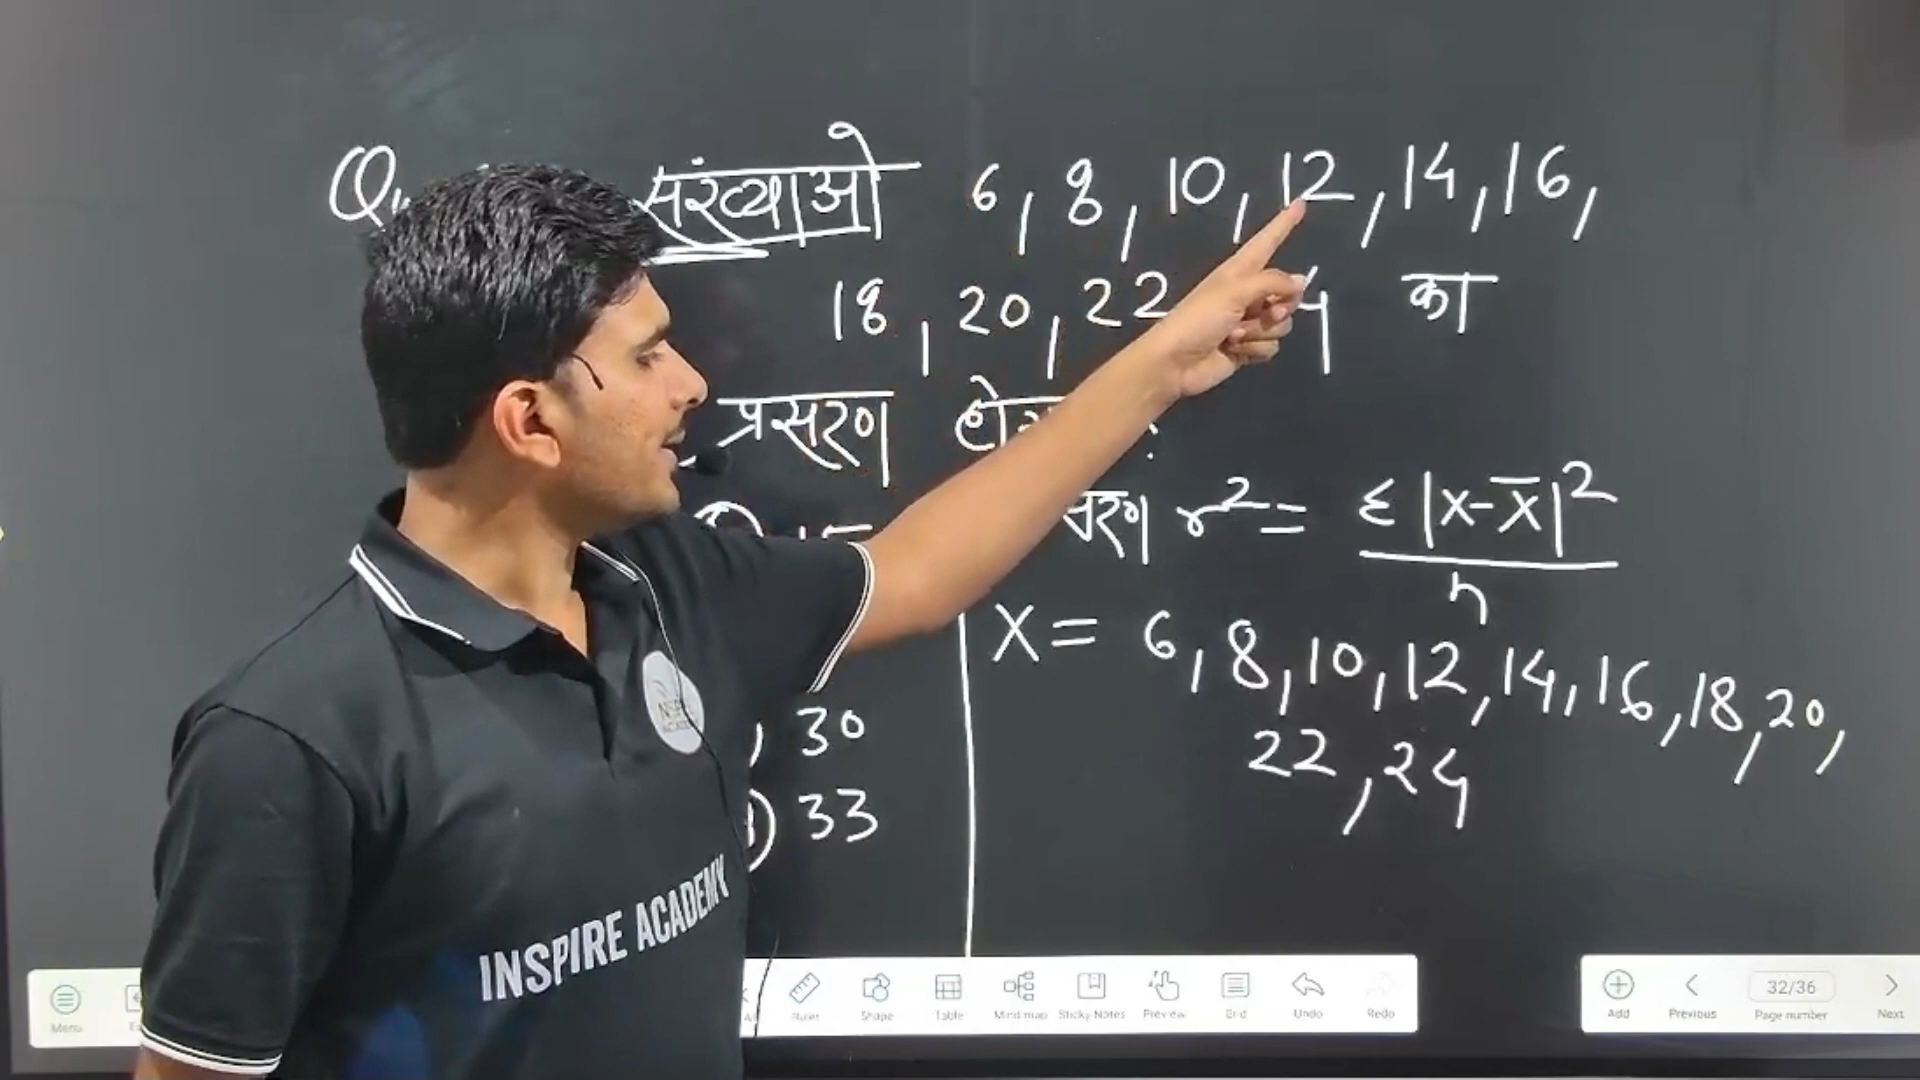 Q. संख्याओ 6, 8, 10, 12, 14, 16,
18, 20, 22 का
प्रसरण
r² = Σ|x-x̄|²
n
X = 6, 8, 10, 12, 14, 16, 18, 20,
22, 24
30
33
INSPIRE ACADEMY
Menu
Ruler Shape Table Mind map Sticky Notes Preview Grid Undo Redo
Add Previous 32/36 Next
Page number